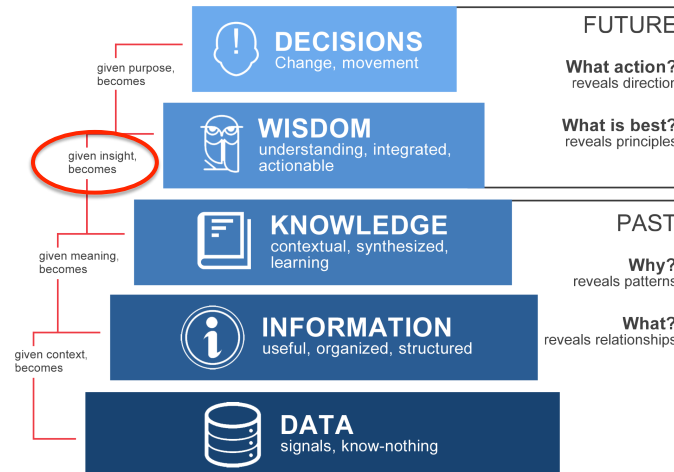 DECISIONS
Change, movement
FUTURE
What action?
reveals direction
given purpose,
becomes
WISDOM
understanding, integrated,
actionable
What is best?
reveals principles
given insight,
becomes
KNOWLEDGE
contextual, synthesized,
learning
PAST
Why?
reveals patterns
given meaning,
becomes
INFORMATION
useful, organized, structured
What?
reveals relationships
given context,
becomes
DATA
signals, know-nothing